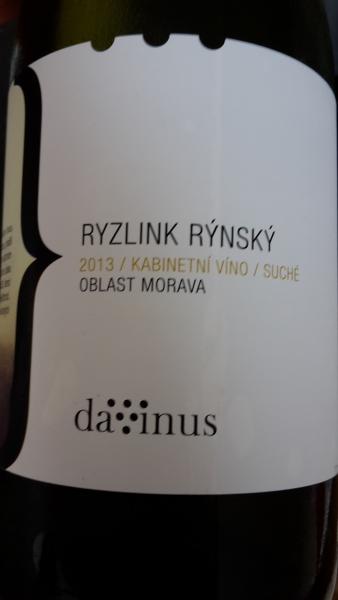 RYZLINK RÝNSKÝ
2013 / KABINETNÍ VÍNO / SUCHÉ
OBLAST MORAVA
davinus